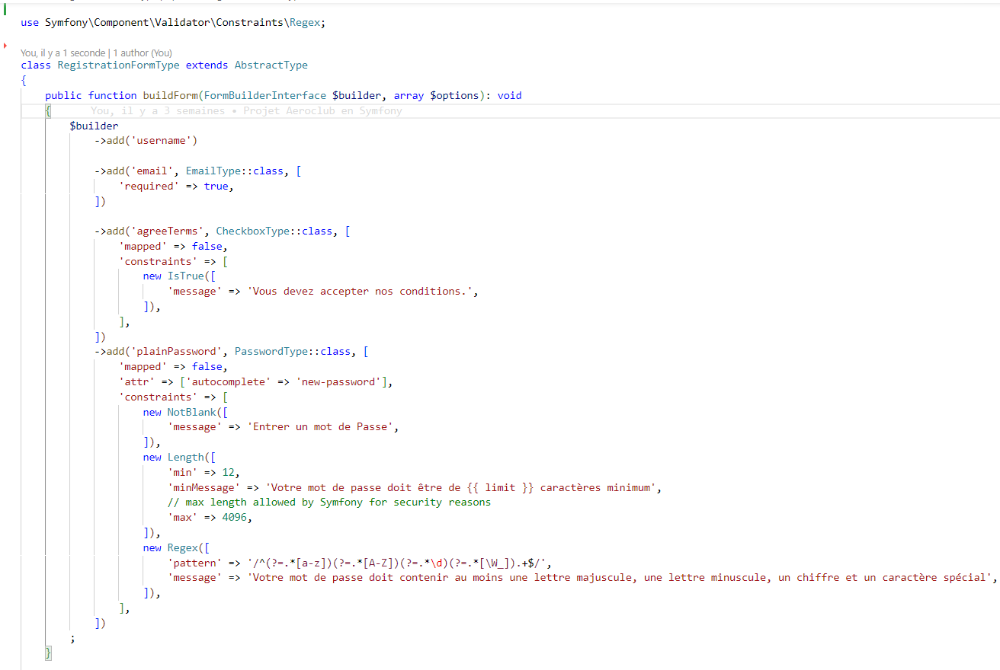 use Symfony\Component\Validator\Constraints\Regex;
You, il y a 1 seconde | 1 author (You)
class RegistrationFormType extends AbstractType
{
    public function buildForm(FormBuilderInterface $builder, array $options): void
    {      You, il y a 3 semaines • Projet Aeroclub en Symfony
        $builder
            ->add('username')
            ->add('email', EmailType::class, [
                'required' => true,
            ])
            ->add('agreeTerms', CheckboxType::class, [
                'mapped' => false,
                'constraints' => [
                    new IsTrue([
                        'message' => 'Vous devez accepter nos conditions.',
                    ]),
                ],
            ])
            ->add('plainPassword', PasswordType::class, [
                'mapped' => false,
                'attr' => ['autocomplete' => 'new-password'],
                'constraints' => [
                    new NotBlank([
                        'message' => 'Entrer un mot de Passe',
                    ]),
                    new Length([
                        'min' => 12,
                        'minMessage' => 'Votre mot de passe doit être de {{ limit }} caractères minimum',
                        // max length allowed by Symfony for security reasons
                        'max' => 4096,
                    ]),
                    new Regex([
                        'pattern' => '/^(?=.*[a-z])(?=.*[A-Z])(?=.*\d)(?=.*[\W_]).+$/',
                        'message' => 'Votre mot de passe doit contenir au moins une lettre majuscule, une lettre minuscule, un chiffre et un caractère spécial',
                    ]),
                ],
            ])
        ;
    }